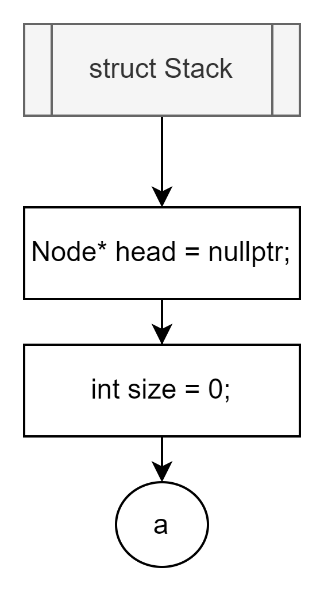 struct Stack
Node* head = nullptr;
int size = 0;
a